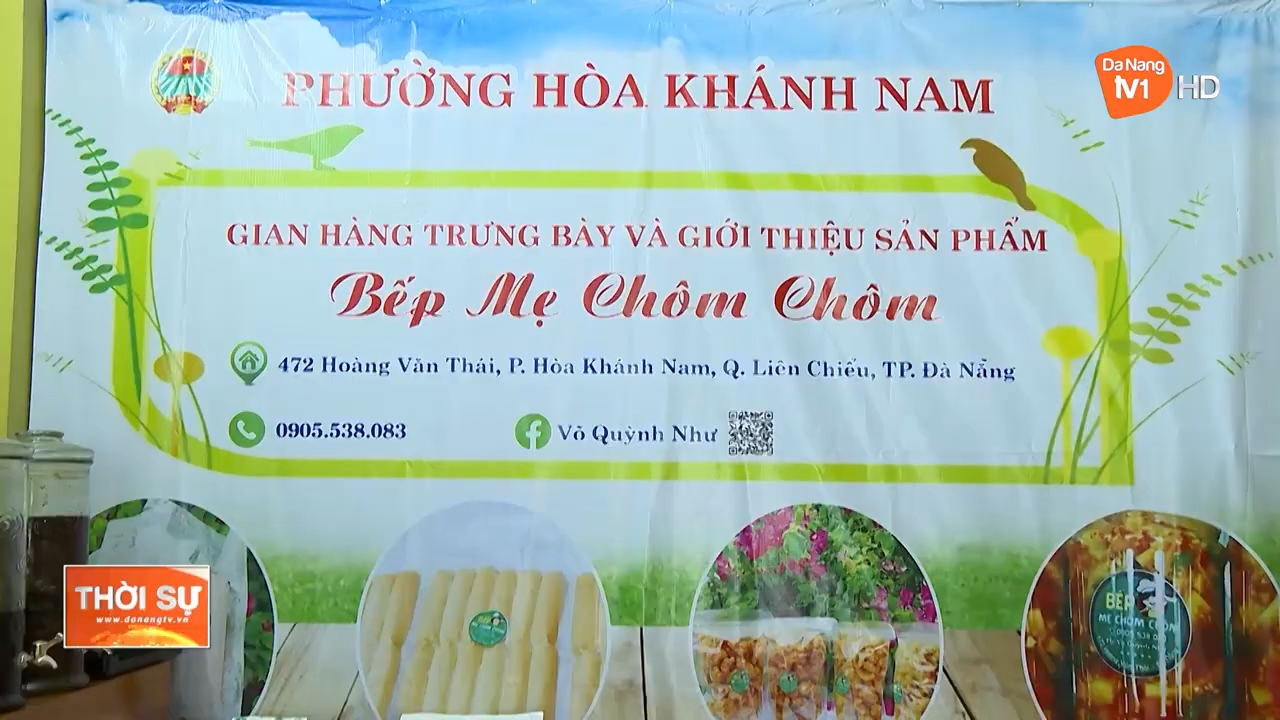 PHƯỜNG HÒA KHÁNH NAM
Da Nang
tv1 HD
GIAN HÀNG TRƯNG BÀY VÀ GIỚI THIỆU SẢN PHẨM
Bếp Mẹ Chôm Chôm
472 Hoàng Văn Thái, P. Hòa Khánh Nam, Q. Liên Chiểu, TP. Đà Nẵng
0905.538.083
Võ Quỳnh Như
THỜI SỰ
www.danangtv.vn
BẾP
MẸ CHÔM CHÔM